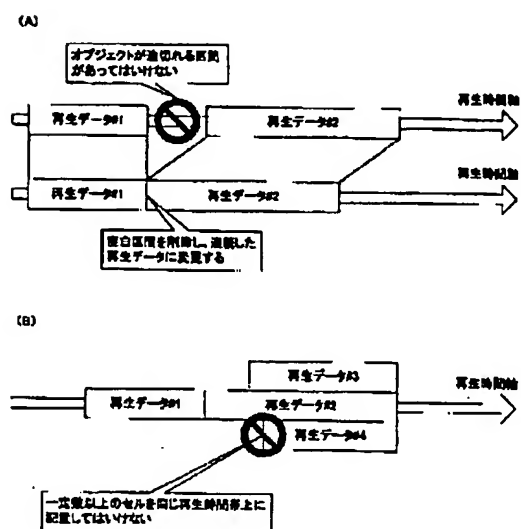 (A)
オブジェクトが途切れる区間
があってはいけない
再生時間軸
再生データ#1
再生データ#2
再生時間軸
再生データ#1
再生データ#2
空白区間を削除し、連続した
再生データに変更する
(B)
再生データ#3
再生時間軸
再生データ#1
再生データ#2
再生データ#4
一定数以上のセルを同じ再生時間帯上に
配置してはいけない